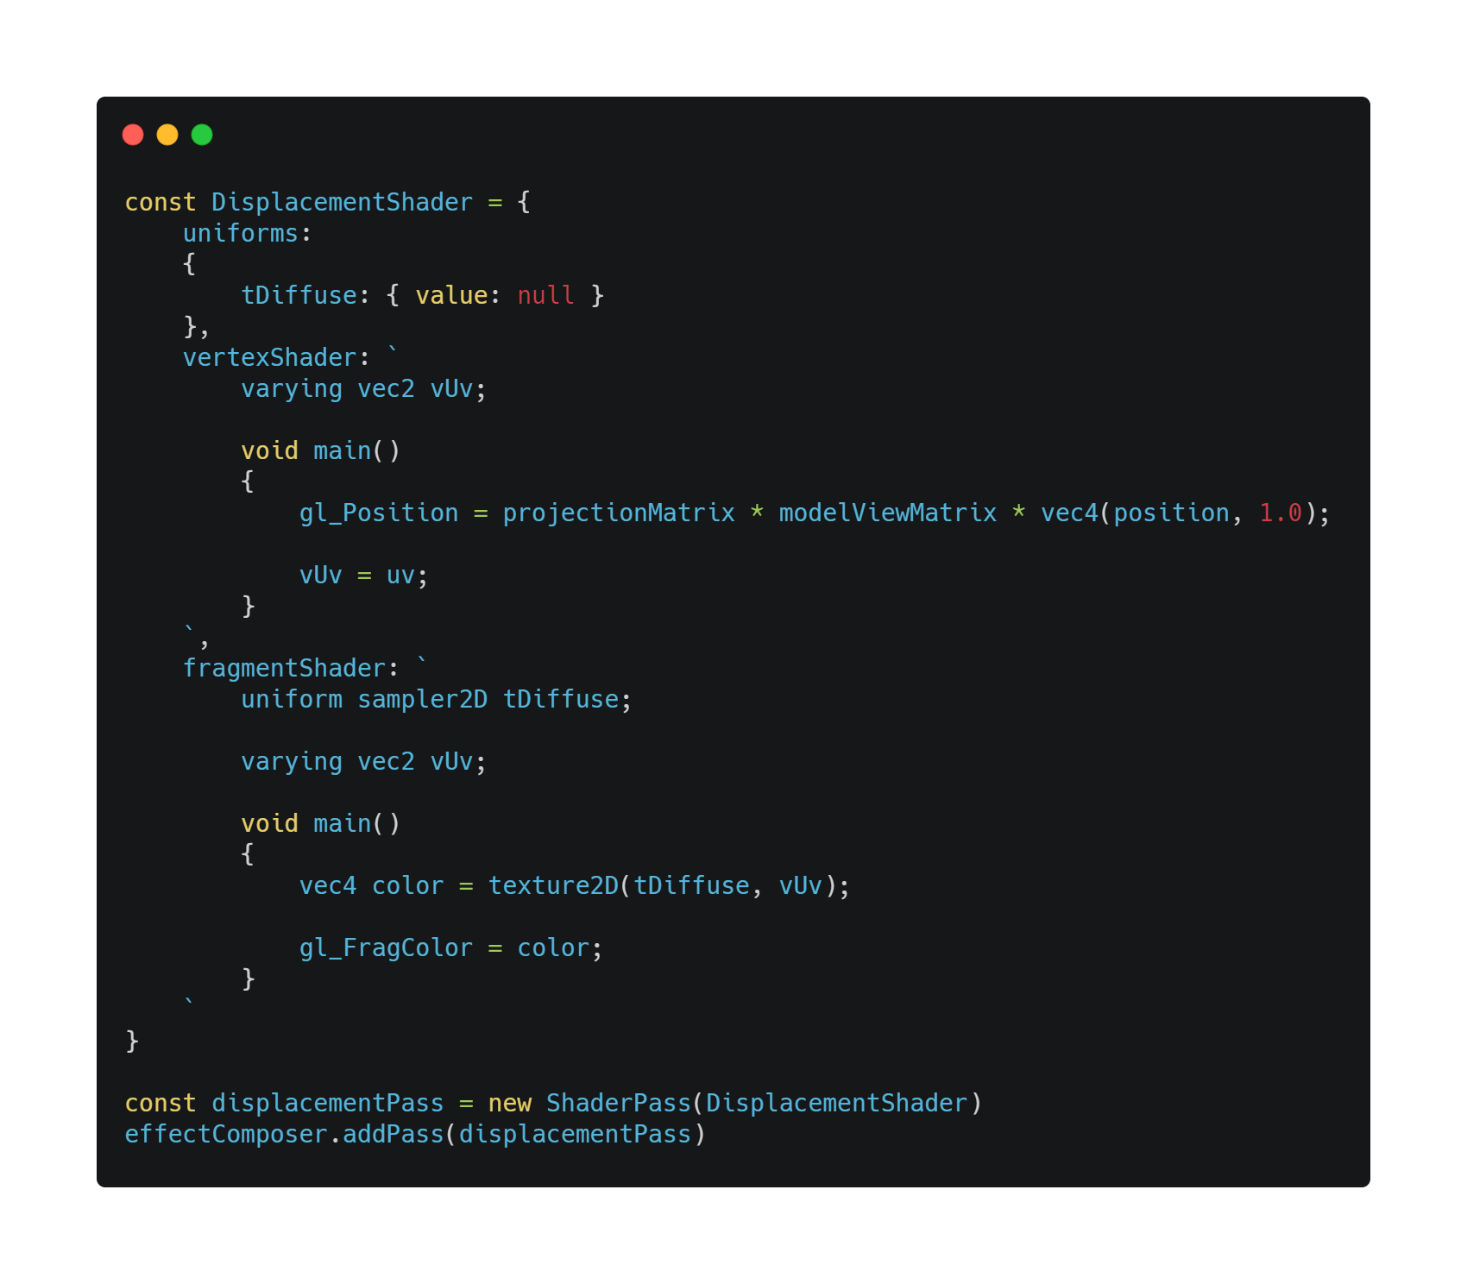 const DisplacementShader = {
    uniforms:
    {
        tDiffuse: { value: null }
    },
    vertexShader: `
        varying vec2 vUv;

        void main()
        {
            gl_Position = projectionMatrix * modelViewMatrix * vec4(position, 1.0);

            vUv = uv;
        }
    `,
    fragmentShader: `
        uniform sampler2D tDiffuse;

        varying vec2 vUv;

        void main()
        {
            vec4 color = texture2D(tDiffuse, vUv);

            gl_FragColor = color;
        }
    `
}

const displacementPass = new ShaderPass(DisplacementShader)
effectComposer.addPass(displacementPass)